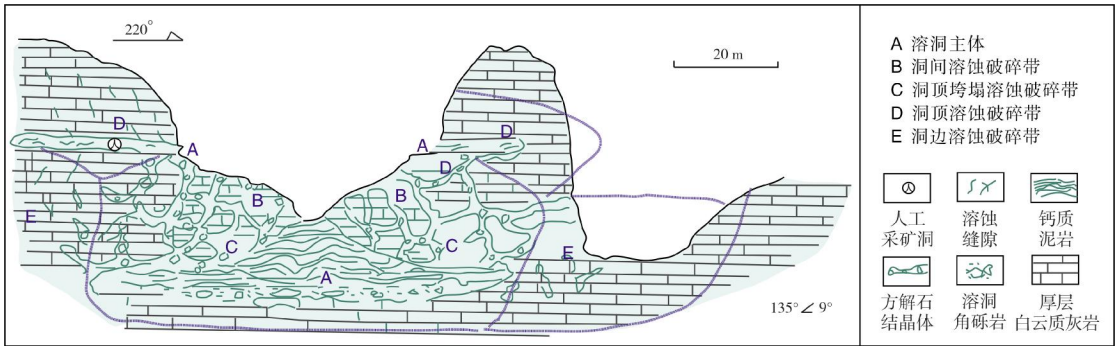 220°
20 m
D
A
A
D
D
B
B
E
C
C
E
A
135°∠9°
A 溶洞主体
B 洞间溶蚀破碎带
C 洞顶垮塌溶蚀破碎带
D 洞顶溶蚀破碎带
E 洞边溶蚀破碎带
人工
采矿洞
溶蚀
缝隙
钙质
泥岩
方解石
结晶体
溶洞
角砾岩
厚层
白云质灰岩